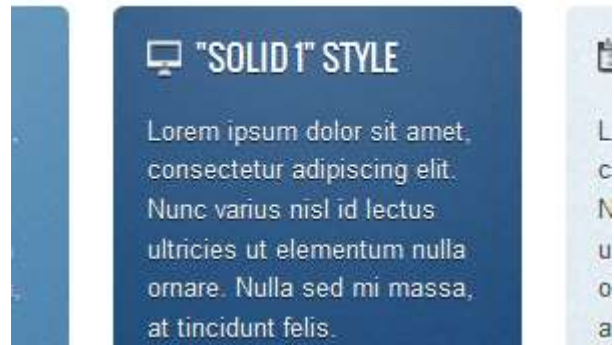 "SOLID 1" STYLE
Lorem ipsum dolor sit amet,
consectetur adipiscing elit.
Nunc varius nisl id lectus
ultricies ut elementum nulla
ornare. Nulla sed mi massa,
at tincidunt felis.